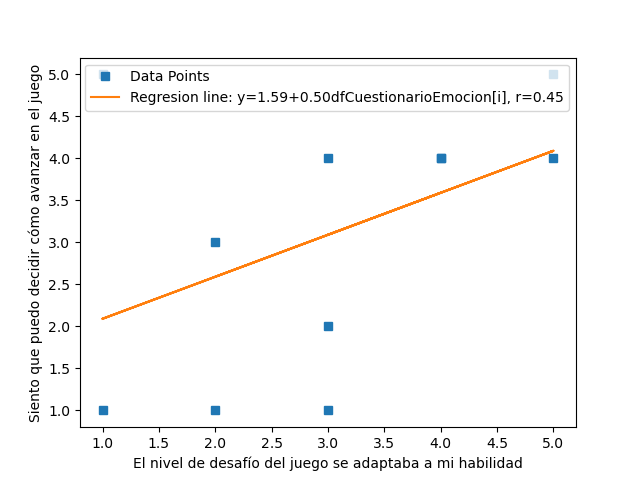 Data Points
Regresion line: y=1.59+0.50dfCuestionarioEmocion[i], r=0.45
5.0
4.5
4.0
3.5
3.0
2.5
2.0
1.5
1.0
Siento que puedo decidir cómo avanzar en el juego
1.0 1.5 2.0 2.5 3.0 3.5 4.0 4.5 5.0
El nivel de desafío del juego se adaptaba a mi habilidad